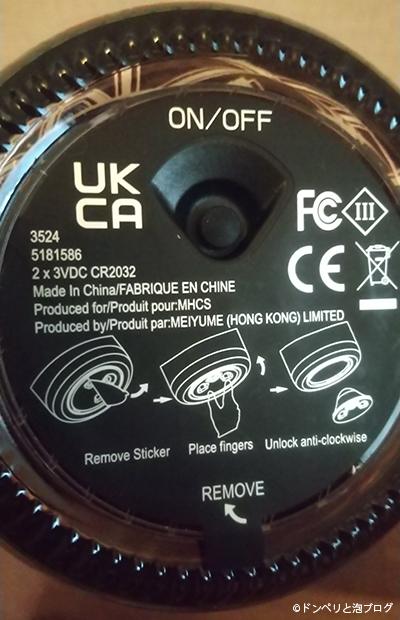 ON/OFF
UK
CA
FC
III
CE
3524
5181586
2 x 3VDC CR2032
Made In China/FABRIQUE EN CHINE
Produced for/Produit pour:MHCS
Produced by/Produit par:MEIYUME (HONG KONG) LIMITED
Remove Sticker
Place fingers
Unlock anti-clockwise
REMOVE
©ドンペリと泡ブログ